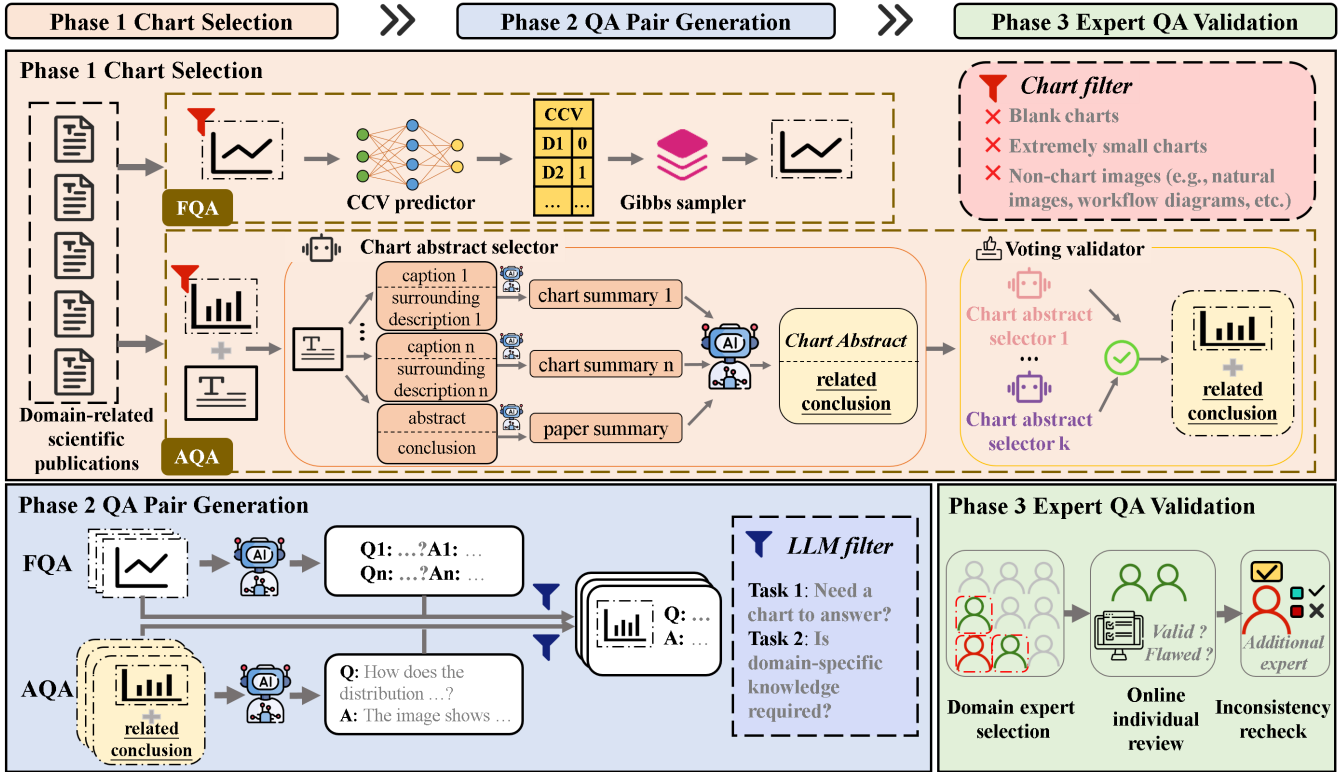 Phase 1 Chart Selection
Phase 2 QA Pair Generation
Phase 3 Expert QA Validation
Phase 1 Chart Selection
Domain-related
scientific
publications
FQA
CCV predictor
CCV
D1 0
D2 1
... ...
Gibbs sampler
Chart filter
Blank charts
Extremely small charts
Non-chart images (e.g., natural
images, workflow diagrams, etc.)
AQA
T
Chart abstract selector
T
caption 1
surrounding
description 1
caption n
surrounding
description n
abstract
conclusion
chart summary 1
chart summary n
paper summary
AI
Chart Abstract
related
conclusion
Voting validator
Chart abstract
selector 1
...
Chart abstract
selector k
related
conclusion
Phase 2 QA Pair Generation
FQA
AI
Q1: ...?A1: ...
Qn: ...?An: ...
AQA
related
conclusion
AI
Q: How does the
distribution ...?
A: The image shows ...
Q: ...
A: ...
LLM filter
Task 1: Need a
chart to answer?
Task 2: Is
domain-specific
knowledge
required?
Phase 3 Expert QA Validation
Domain expert
selection
Valid ?
Flawed ?
Online
individual
review
Additional
expert
Inconsistency
recheck